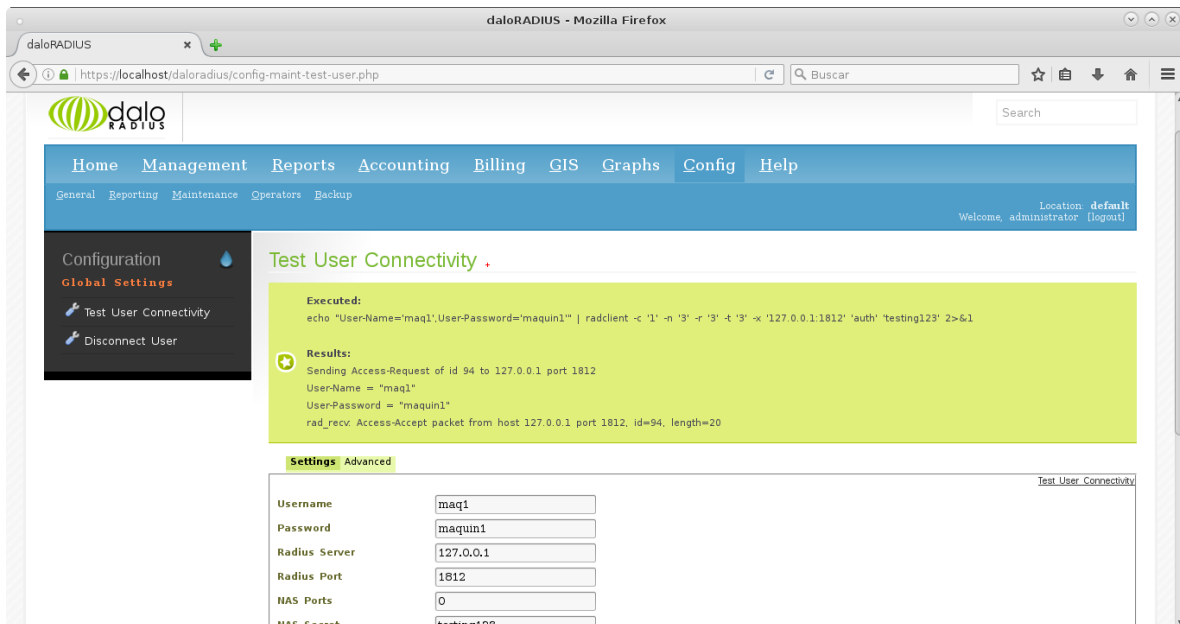 daloRADIUS - Mozilla Firefox
daloRADIUS
https://localhost/daloradius/config-maint-test-user.php
Buscar
dalo
RADIUS
Search
Home Management Reports Accounting Billing GIS Graphs Config Help
General Reporting Maintenance Operators Backup
Location: default
Welcome, administrator [logout]
Configuration
Global Settings
Test User Connectivity
Disconnect User
Test User Connectivity +
Executed:
echo "User-Name='maq1',User-Password='maquin1'" | radclient -c '1' -n '3' -r '3' -t '3' -x '127.0.0.1:1812' 'auth' 'testing123' 2>&1
Results:
Sending Access-Request of id 94 to 127.0.0.1 port 1812
User-Name = "maq1"
User-Password = "maquin1"
rad_recv: Access-Accept packet from host 127.0.0.1 port 1812, id=94, length=20
Settings Advanced
Test User Connectivity
Username maq1
Password maquin1
Radius Server 127.0.0.1
Radius Port 1812
NAS Ports 0
NAS Secret testing123